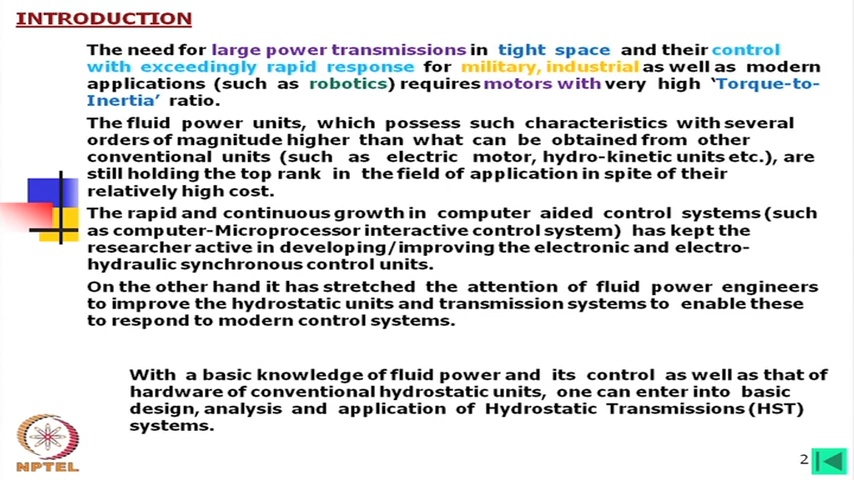 INTRODUCTION
The need for large power transmissions in tight space and their control
with exceedingly rapid response for military, industrial as well as modern
applications (such as robotics) requires motors with very high ‘Torque-to-
Inertia’ ratio.
The fluid power units, which possess such characteristics with several
orders of magnitude higher than what can be obtained from other
conventional units (such as electric motor, hydro-kinetic units etc.), are
still holding the top rank in the field of application in spite of their
relatively high cost.
The rapid and continuous growth in computer aided control systems (such
as computer-Microprocessor interactive control system) has kept the
researcher active in developing/improving the electronic and electro-
hydraulic synchronous control units.
On the other hand it has stretched the attention of fluid power engineers
to improve the hydrostatic units and transmission systems to enable these
to respond to modern control systems.
With a basic knowledge of fluid power and its control as well as that of
hardware of conventional hydrostatic units, one can enter into basic
design, analysis and application of Hydrostatic Transmissions (HST)
systems.
NPTEL
2